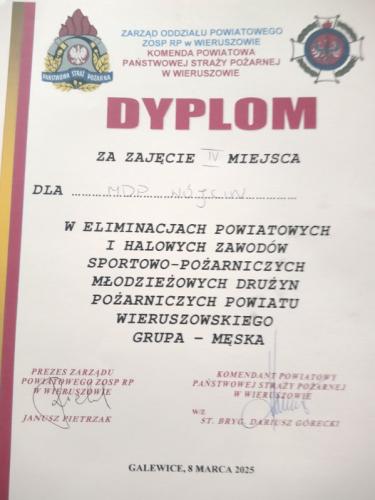 ZARZĄD ODDZIAŁU POWIATOWEGO
ZOSP RP w WIERUSZOWIE
KOMENDA POWIATOWA
PAŃSTWOWEJ STRAŻY POŻARNEJ
W WIERUSZOWIE
PAŃSTWOWA STRAŻ POŻARNA
DYPLOM
ZA ZAJĘCIE IV MIEJSCA
DLA MDP WÓJCIN
W ELIMINACJACH POWIATOWYCH
I HALOWYCH ZAWODÓW
SPORTOWO-POŻARNICZYCH
MŁODZIEŻOWYCH DRUŻYN
POŻARNICZYCH POWIATU
WIERUSZOWSKIEGO
GRUPA – MĘSKA
PREZES ZARZĄDU
POWIATOWEGO ZOSP RP
W WIERUSZOWIE
JANUSZ PIETRZAK
KOMENDANT POWIATOWY
PAŃSTWOWEJ STRAŻY POŻARNEJ
W WIERUSZOWIE
w/z
ST. BRYG. DARIUSZ GÓRECKI
GALEWICE, 8 MARCA 2025